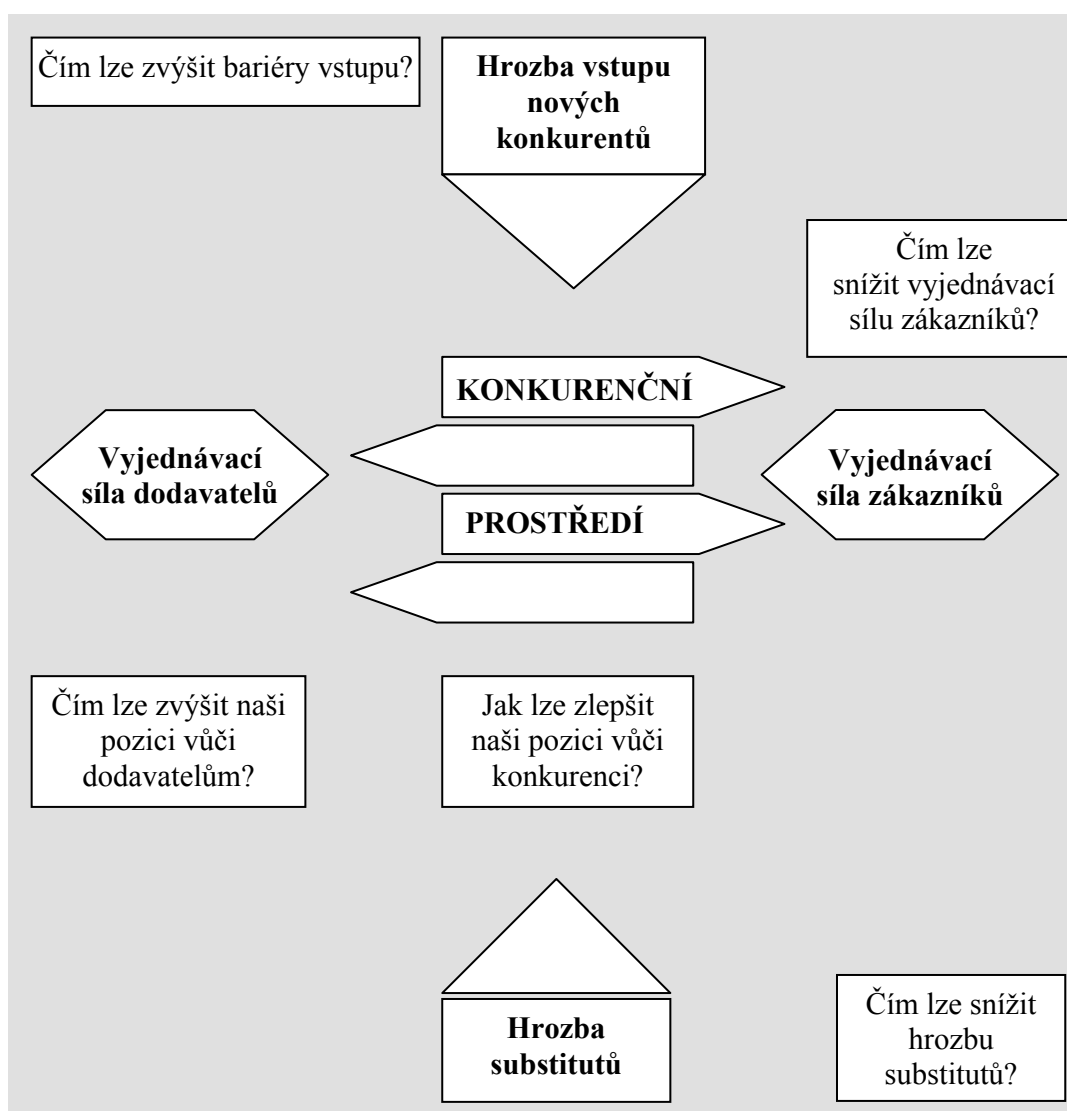 Čím lze zvýšit bariéry vstupu?
Hrozba vstupu
nových
konkurentů
Čím lze
snížit vyjednávací
sílu zákazníků?
KONKURENČNÍ
Vyjednávací
síla dodavatelů
Vyjednávací
síla zákazníků
PROSTŘEDÍ
Čím lze zvýšit naši
pozici vůči
dodavatelům?
Jak lze zlepšit
naši pozici vůči
konkurenci?
Hrozba
substitutů
Čím lze snížit
hrozbu
substitutů?